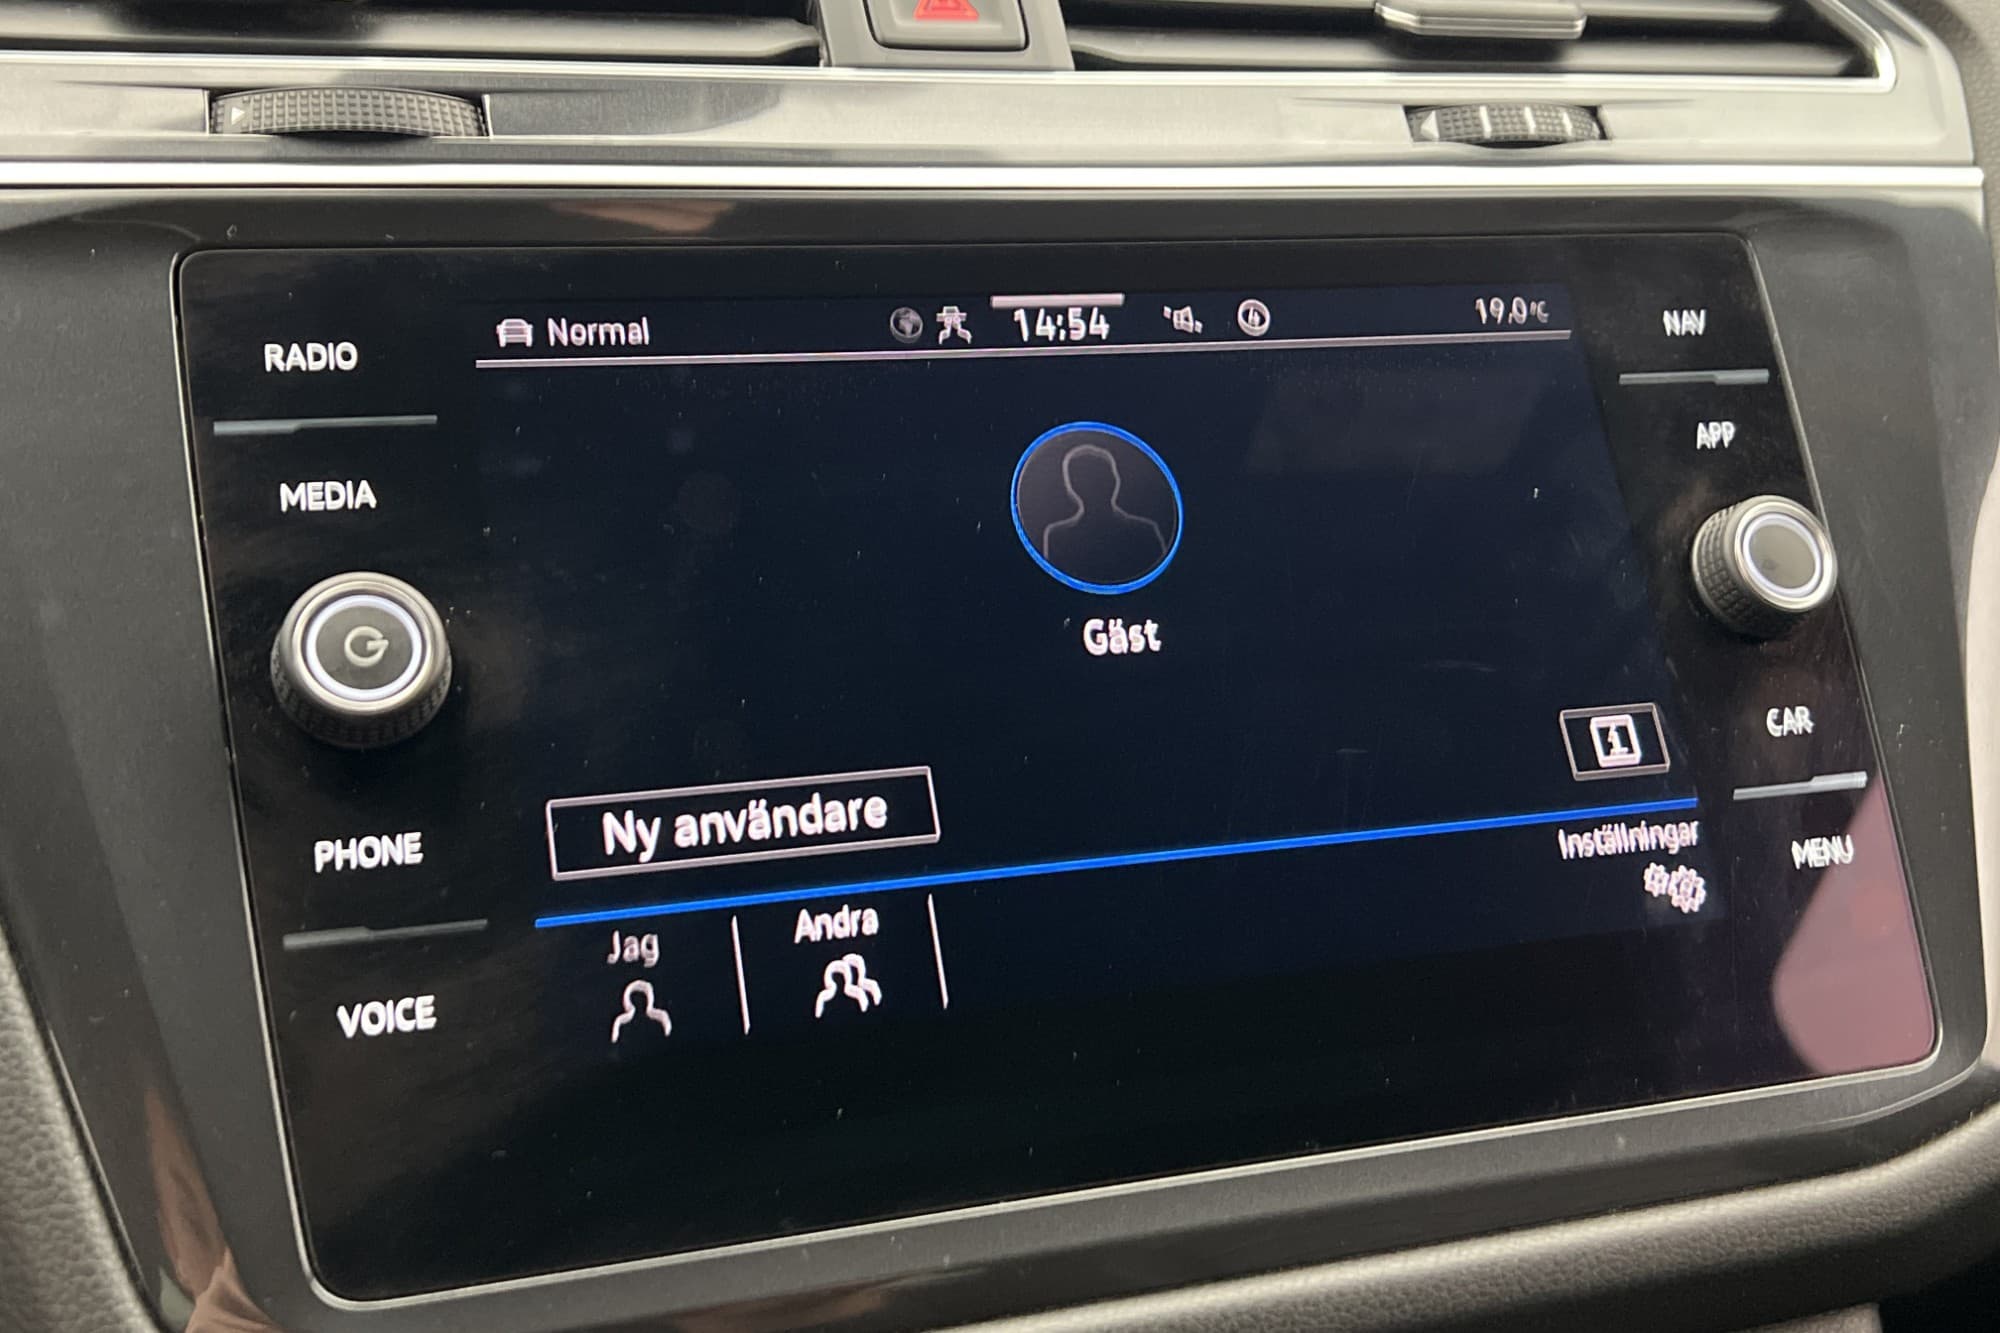 RADIO
MEDIA
PHONE
VOICE
Normal
14:54
19.0°C
Gäst
Ny användare
Jag
Andra
Inställningar
NAV
APP
CAR
MENU